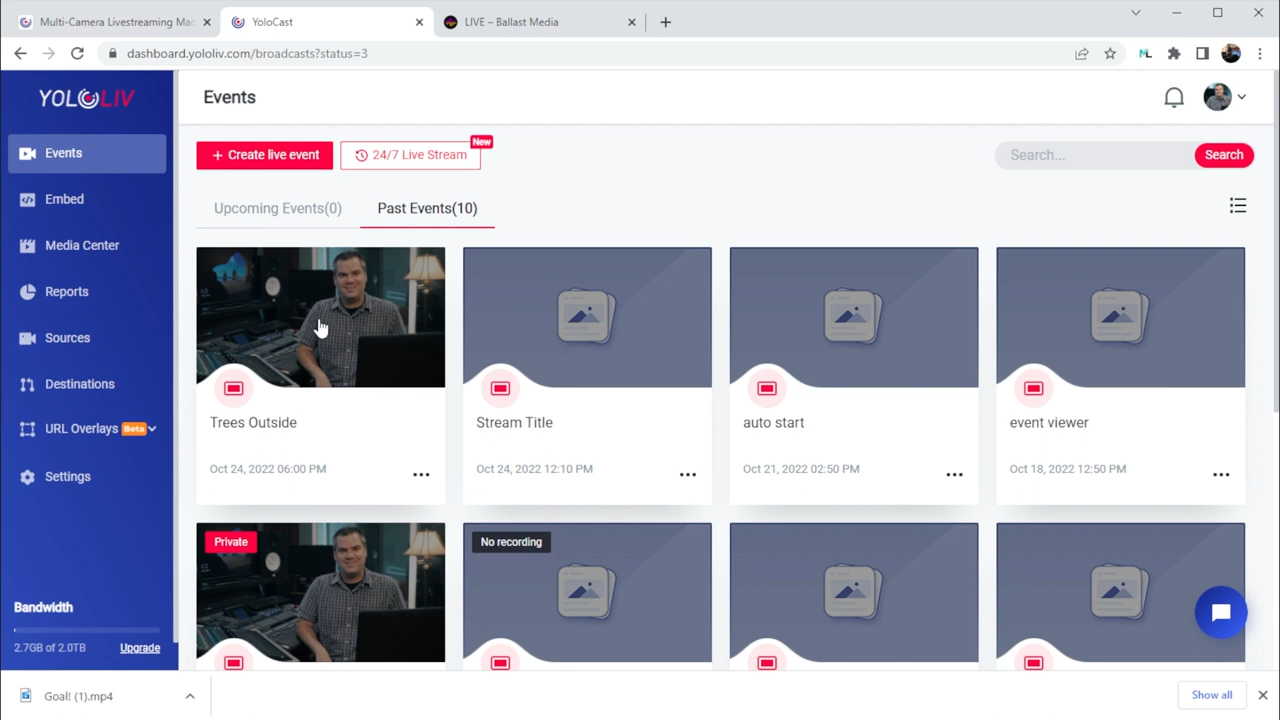 Multi-Camera Livestreaming Mac
YoloCast
LIVE – Ballast Media
dashboard.yololiv.com/broadcasts?status=3
YOLOLIV
Events
Events
Embed
Media Center
Reports
Sources
Destinations
URL Overlays Beta
Settings
Bandwidth
2.7GB of 2.0TB Upgrade
+ Create live event
24/7 Live Stream
New
Search...
Search
Upcoming Events(0)
Past Events(10)
Trees Outside
Oct 24, 2022 06:00 PM
Stream Title
Oct 24, 2022 12:10 PM
auto start
Oct 21, 2022 02:50 PM
event viewer
Oct 18, 2022 12:50 PM
Private
No recording
Goal! (1).mp4
Show all